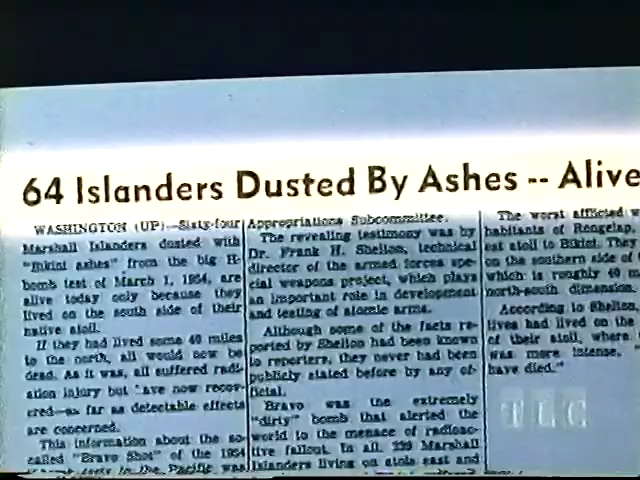 64 Islanders Dusted By Ashes -- Alive
WASHINGTON (UP)—Sixty-four
Marshall Islanders dusted with
"Bikini ashes" from the big H-
bomb test of March 1, 1954, are
alive today only because they
lived on the south side of their
native atoll.
If they had lived some 40 miles
to the north, all would now be
dead. As it was, all suffered radi-
ation injury but have now recov-
ered—as far as detectable effects
are concerned.
This information about the so-
called "Bravo Shot" of the 1954
in the Pacific was
Appropriations Subcommittee.
The revealing testimony was by
Dr. Frank H. Shelton, technical
director of the armed forces spe-
cial weapons project, which plays
an important role in development
and testing of atomic arms.
Although some of the facts re-
ported by Shelton had been known
to reporters, they never had been
publicly stated before by any of-
ficial.
Bravo was the extremely
"dirty" bomb that alerted the
world to the menace of radioac-
tive fallout. In all, Marshall
Islanders living on atols east and
The worst afflicted w
habitants of Rongelap,
est atoll to Bikini. They
on the southern side of
which is roughly 40 m
north-south dimension.
According to Shelton,
lives had lived on the
of their atoll, where
was more intense,
have died."
TLC